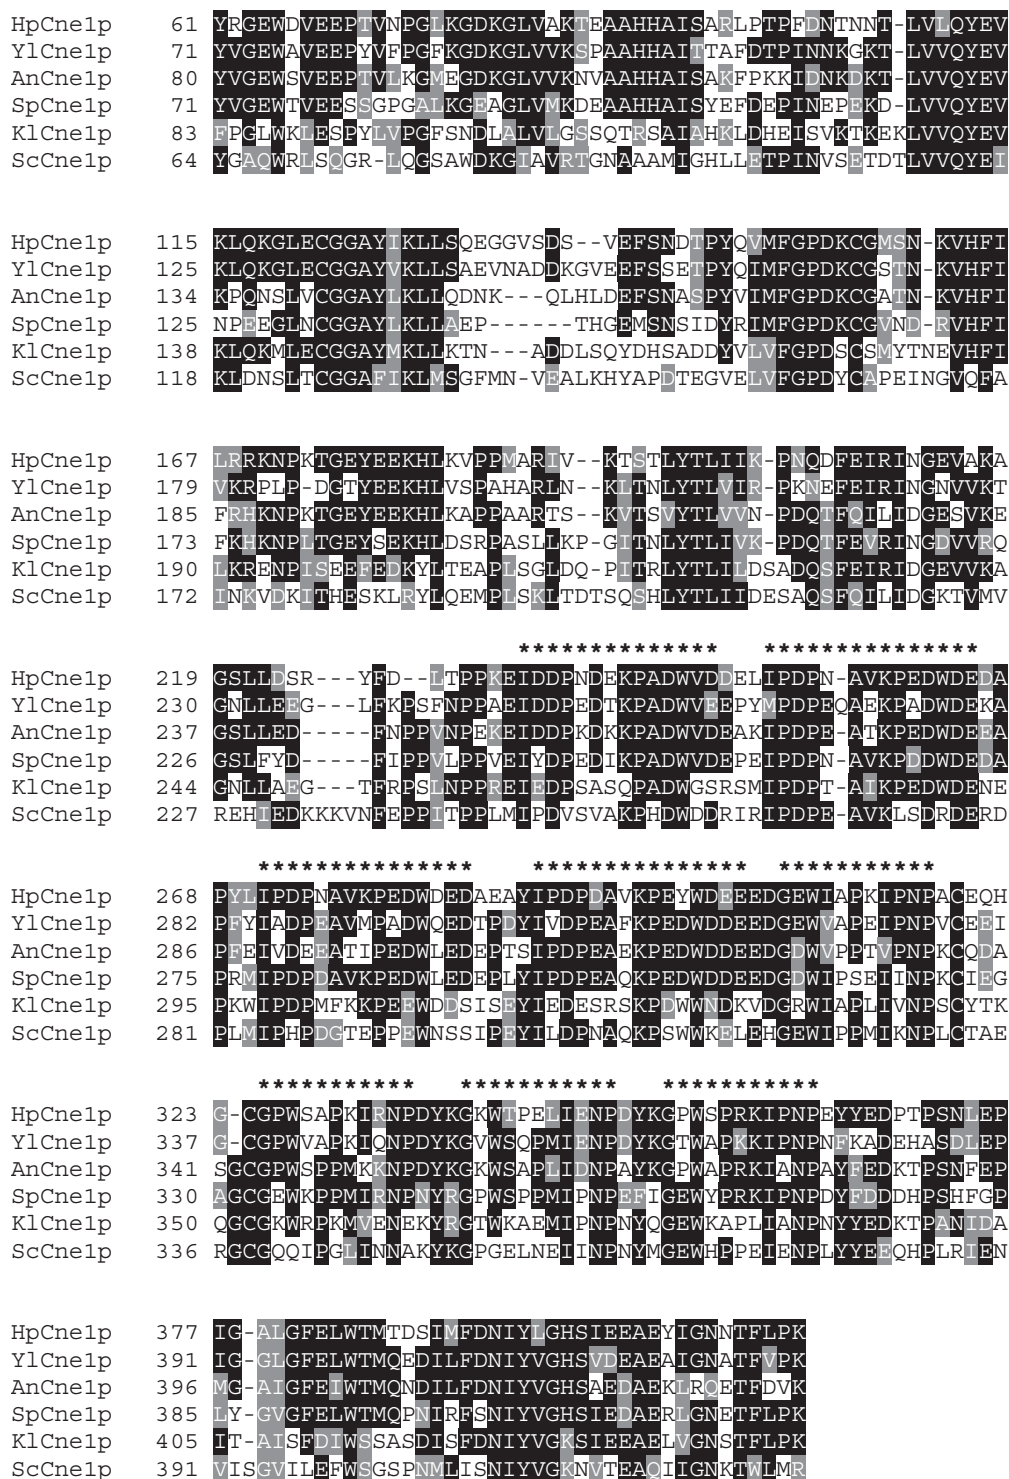 HpCne1p 61 YRGEWDVEEPTVNPGLKGDKGLVAKTEAAHHAISARLPTPFDNTNNT-LVLQYEV
YlCne1p 71 YVGEWAVEEPYVFPGFKGDKGLVVKSPAAHHAITTAFDTPINNKGKT-LVVQYEV
AnCne1p 80 YVGEWSVEEPTVLKGMEGDKGLVVKNVAAHHAISAKFPKKIDNKDKT-LVVQYEV
SpCne1p 71 YVGEWTVEESSGPGALKGEAGLVMKDEAAHHAISYEFDEPINEPEKD-LVVQYEV
KlCne1p 83 FPGLWKLESPYLVPGFSNDLALVLGSSQTRSAIAHKLDHEISVKTKEKLVVQYEV
ScCne1p 64 YGAQWRLSQGR-LQGSAWDKGIAVRTGNAAAMIGHLLETPINVSETDTLVVQYEI
HpCne1p 115 KLQKGLECGGAYIKLLSQEGGVSDS--VEFSNDTPYQVMFGPDKCGMSN-KVHFI
YlCne1p 125 KLQKGLECGGAYVKLLSAEVNADDKGVEEFSSETPYQIMFGPDKCGSTN-KVHFI
AnCne1p 134 KPQNSLVCGGAYLKLLQDNK---QLHLDEFSNASPYVIMFGPDKCGATN-KVHFI
SpCne1p 125 NPEEGLNCGGAYLKLLAEP------THGEMSNSIDYRIMFGPDKCGVND-RVHFI
KlCne1p 138 KLQKMLECGGAYMKLLKTN---ADDLSQYDHSADDYVLVFGPDSCSMYTNEVHFI
ScCne1p 118 KLDNSLTCGGAFIKLMSGFMN-VEALKHYAPDTEGVELVFGPDYCAPEINGVQFA
HpCne1p 167 LRRKNPKTGEYEEKHLKVPPMARIV--KTSTLYTLIIK-PNQDFEIRINGEVAKA
YlCne1p 179 VKRPLP-DGTYEEKHLVSPAHARLN--KLTNLYTLVIR-PKNEFEIRINGNVVKT
AnCne1p 185 FRHKNPKTGEYEEKHLKAPPAARTS--KVTSVYTLVVN-PDQTFQILIDGESVKE
SpCne1p 173 FKHKNPLTGEYSEKHLDSRPASLLKP-GITNLYTLIVK-PDQTFEVRINGDVVRQ
KlCne1p 190 LKRENPISEEFEDKYLTEAPLSGLDQ-PITRLYTLILDSADQSFEIRIDGEVVKA
ScCne1p 172 INKVDKITHESKLRYLQEMPLSKLTDTSQSHLYTLIIDESAQSFQILIDGKTVMV
************** ***************
HpCne1p 219 GSLLDSR---YFD--LTPPKEIDDPNDEKPADWVDDELIPDPN-AVKPEDWDEDA
YlCne1p 230 GNLLEEG---LFKPSFNPPAEIDDPEDTKPADWVEEPYMPDPEQAEKPADWDEKA
AnCne1p 237 GSLLED-----FNPPVNPEKEIDDPKDKKPADWVDEAKIPDPE-ATKPEDWDEEA
SpCne1p 226 GSLFYD-----FIPPVLPPVEIYDPEDIKPADWVDEPEIPDPN-AVKPDDWDEDA
KlCne1p 244 GNLLAEG---TFRPSLNPPREIEDPSASQPADWGSRSMIPDPT-AIKPEDWDENE
ScCne1p 227 REHIEDKKKVNFEPPITPPLMIPDVSVAKPHDWDDRIRIPDPE-AVKLSDRDERD
*************** *************** ***********
HpCne1p 268 PYLIPDPNAVKPEDWDEDAEAYIPDPDAVKPEYWDEEEDGEWIAPKIPNPACEQH
YlCne1p 282 PFYIADPEAVMPADWQEDTPDYIVDPEAFKPEDWDDEEDGEWVAPEIPNPVCEEI
AnCne1p 286 PFEIVDEEATIPEDWLEDEPTSIPDPEAEKPEDWDDEEDGDWVPPTVPNPKCQDA
SpCne1p 275 PRMIPDPDAVKPEDWLEDEPLYIPDPEAQKPEDWDDEEDGDWIPSEIINPKCIEG
KlCne1p 295 PKWIPDPMFKKPEEWDDSISEYIEDESRSKPDWWNDKVDGRWIAPLIVNPSCYTK
ScCne1p 281 PLMIPHPDGTEPPEWNSSIPEYILDPNAQKPSWWKELEHGEWIPPMIKNPLCTAE
*********** *********** ***********
HpCne1p 323 G-CGPWSAPKIRNPDYKGKWTPELIENPDYKGPWSPRKIPNPEYYEDPTPSNLEP
YlCne1p 337 G-CGPWVAPKIQNPDYKGVWSQPMIENPDYKGTWAPKKIPNPNFKADEHASDLEP
AnCne1p 341 SGCGPWSPPMKKNPDYKGKWSAPLIDNPAYKGPWAPRKIANPAYFEDKTPSNFEP
SpCne1p 330 AGCGEWKPPMIRNPNYRGPWSPPMIPNPEFIGEWYPRKIPNPDYFDDDHPSHFGP
KlCne1p 350 QGCGKWRPKMVENEKYRGTWKAEMIPNPNYQGEWKAPLIANPNYYEDKTPANIDA
ScCne1p 336 RGCGQQIPGLINNAKYKGPGELNEIINPNYMGEWHPPEIENPLYYEEQHPLRIEN
HpCne1p 377 IG-ALGFELWTMTDSIMFDNIYLGHSIEEAEYIGNNTFLPK
YlCne1p 391 IG-GLGFELWTMQEDILFDNIYVGHSVDEAEAIGNATFVPK
AnCne1p 396 MG-AIGFEIWTMQNDILFDNIYVGHSAEDAEKLRQETFDVK
SpCne1p 385 LY-GVGFELWTMQPNIRFSNIYVGHSIEDAERLGNETFLPK
KlCne1p 405 IT-AISFDIWSSASDISFDNIYVGKSIEEAELVGNSTFLPK
ScCne1p 391 VISGVILEFWSGSPNMLISNIYVGKNVTEAQIIGNKTWLMR